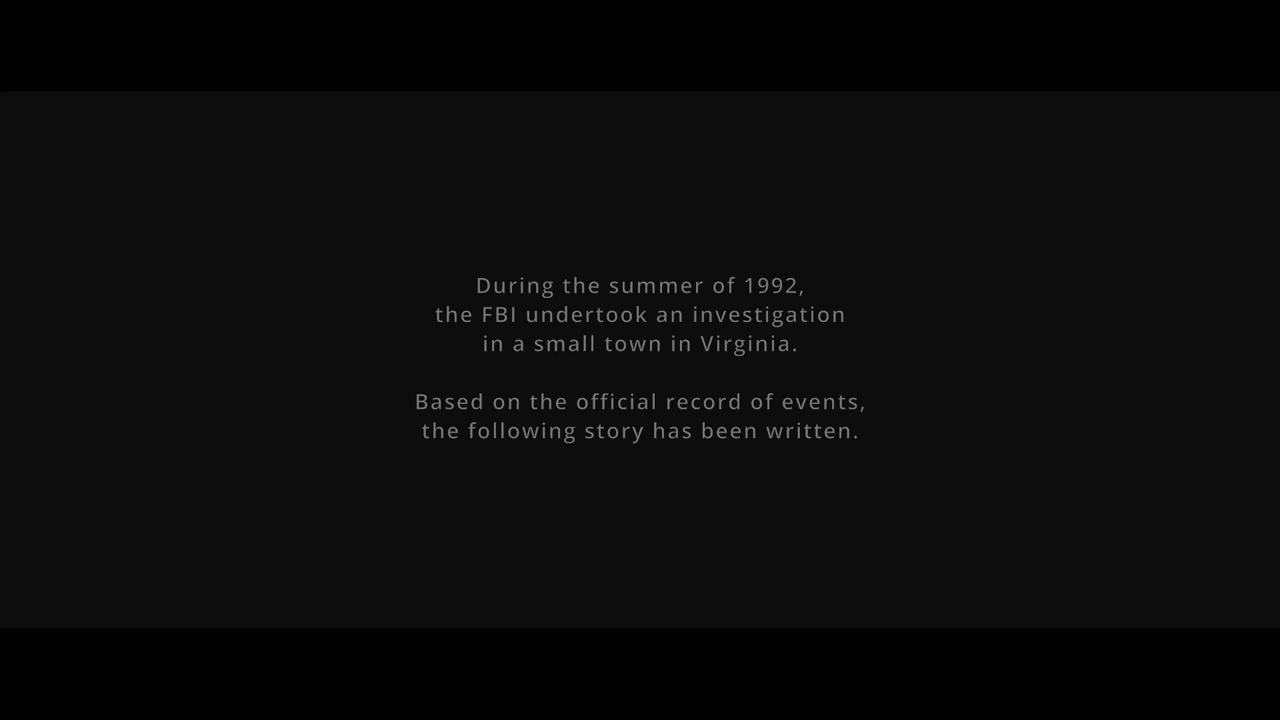 During the summer of 1992,
the FBI undertook an investigation
in a small town in Virginia.
Based on the official record of events,
the following story has been written.